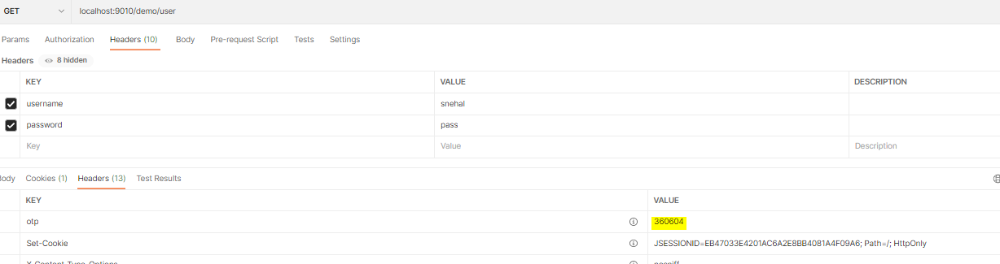 GET localhost:9010/demo/user
Params Authorization Headers (10) Body Pre-request Script Tests Settings
Headers 8 hidden
KEY VALUE DESCRIPTION
username snehal
password pass
Key Value Description
Body Cookies (1) Headers (13) Test Results
KEY VALUE
otp 360604
Set-Cookie JSESSIONID=EB47033E4201AC6A2E8BB4081A4F09A6; Path=/; HttpOnly
X-Content-Type-Options nosniff